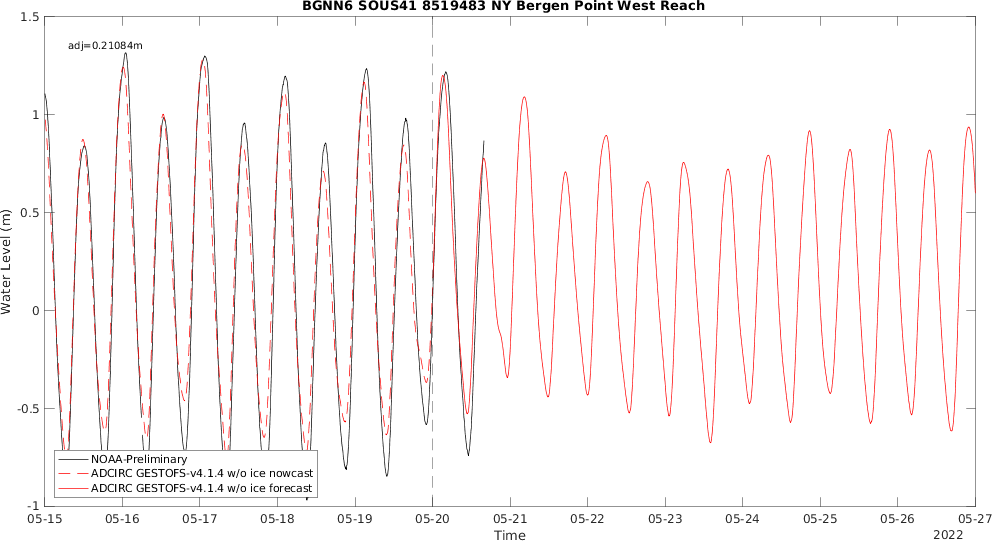 BGNN6 SOUS41 8519483 NY Bergen Point West Reach
1.5
adj=0.21084m
1
0.5
Water Level (m)
0
-0.5
NOAA-Preliminary
ADCIRC GESTOFS-v4.1.4 w/o ice nowcast
ADCIRC GESTOFS-v4.1.4 w/o ice forecast
-1
05-15 05-16 05-17 05-18 05-19 05-20 05-21 05-22 05-23 05-24 05-25 05-26 05-27
Time
2022